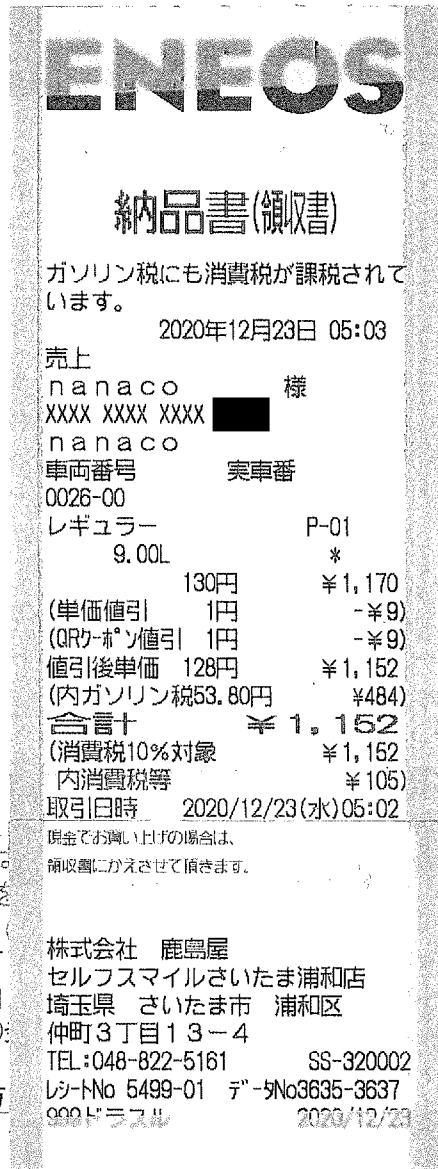 ENEOS
納品書(領収書)
ガソリン税にも消費税が課税されて
います。
2020年12月23日 05:03
売上
nanaco 様
XXXX XXXX XXXX
nanaco
車両番号 実車番
0026-00
レギュラー P-01
9.00L *
130円 ¥1,170
(単価値引 1円 -¥9)
(QRクーポン値引 1円 -¥9)
値引後単価 128円 ¥1,152
(内ガソリン税53.80円 ¥484)
合計 ¥1,152
(消費税10%対象 ¥1,152
内消費税等 ¥105)
取引日時 2020/12/23(水)05:02
現金でお買い上げの場合は、
領収書にかえさせて頂きます。
株式会社 鹿島屋
セルフスマイルさいたま浦和店
埼玉県 さいたま市 浦和区
仲町3丁目13-4
TEL:048-822-5161 SS-320002
レシートNo 5499-01 データNo3635-3637
2020/12/23